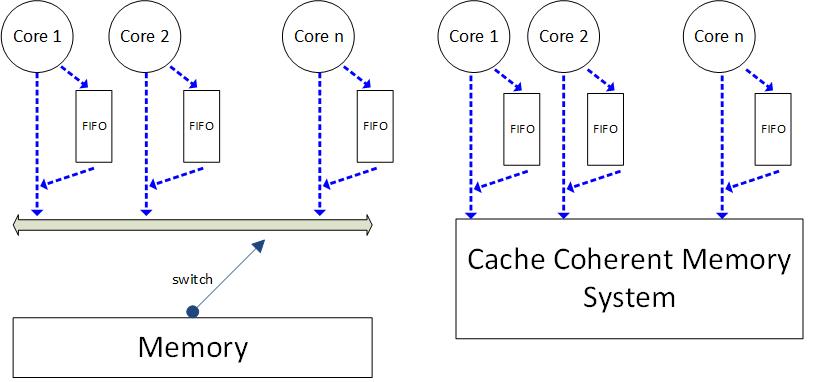 Core 1
Core 2
Core n
FIFO
FIFO
FIFO
switch
Memory
Core 1
Core 2
Core n
FIFO
FIFO
FIFO
Cache Coherent Memory
System